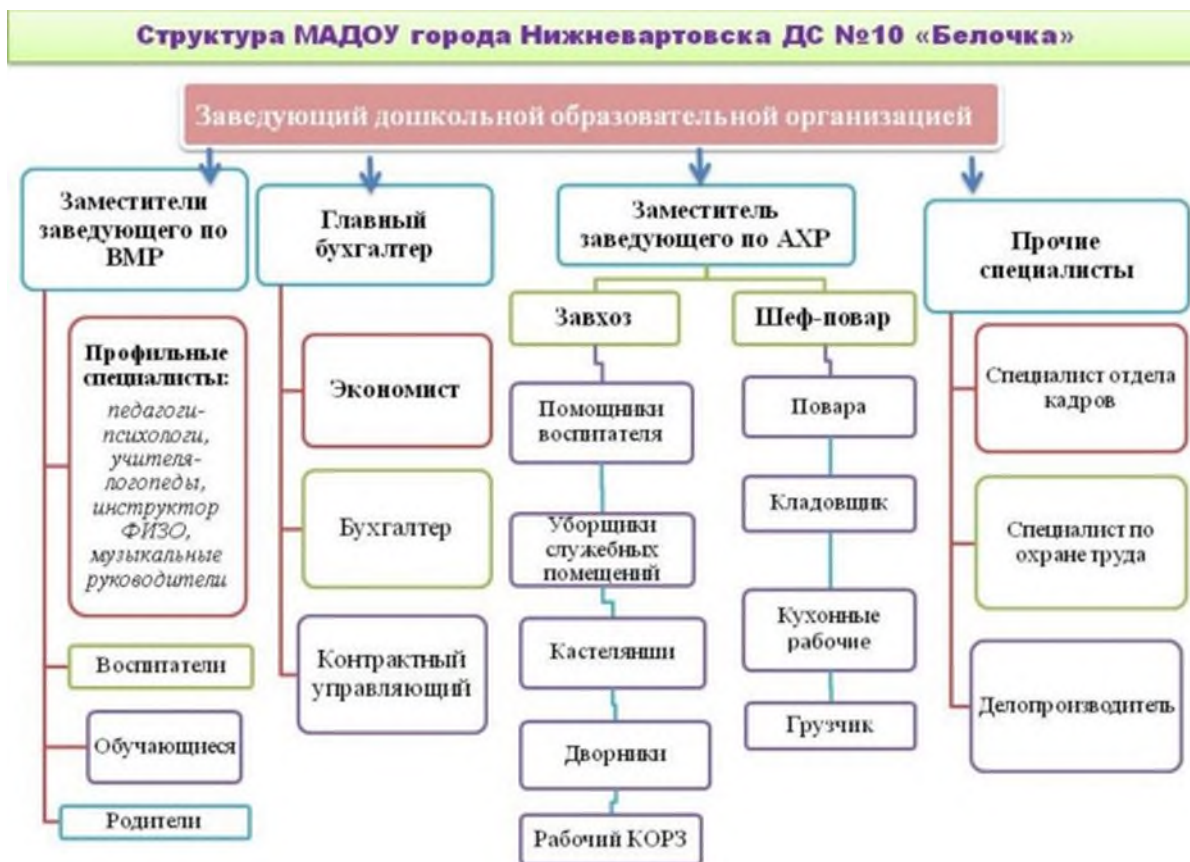 Структура МАДОУ города Нижневартовска ДС №10 «Белочка»
Заведующий дошкольной образовательной организацией
Заместители
заведующего по
ВМР
Профильные
специалисты:
педагоги-
психологи,
учителя-
логопеды,
инструктор
ФИЗО,
музыкальные
руководители
Воспитатели
Обучающиеся
Родители
Главный
бухгалтер
Экономист
Бухгалтер
Контрактный
управляющий
Заместитель
заведующего по АХР
Завхоз
Помощники
воспитателя
Уборщики
служебных
помещений
Кастелянши
Дворники
Рабочий КОРЗ
Шеф-повар
Повара
Кладовщик
Кухонные
рабочие
Грузчик
Прочие
специалисты
Специалист отдела
кадров
Специалист по
охране труда
Делопроизводитель